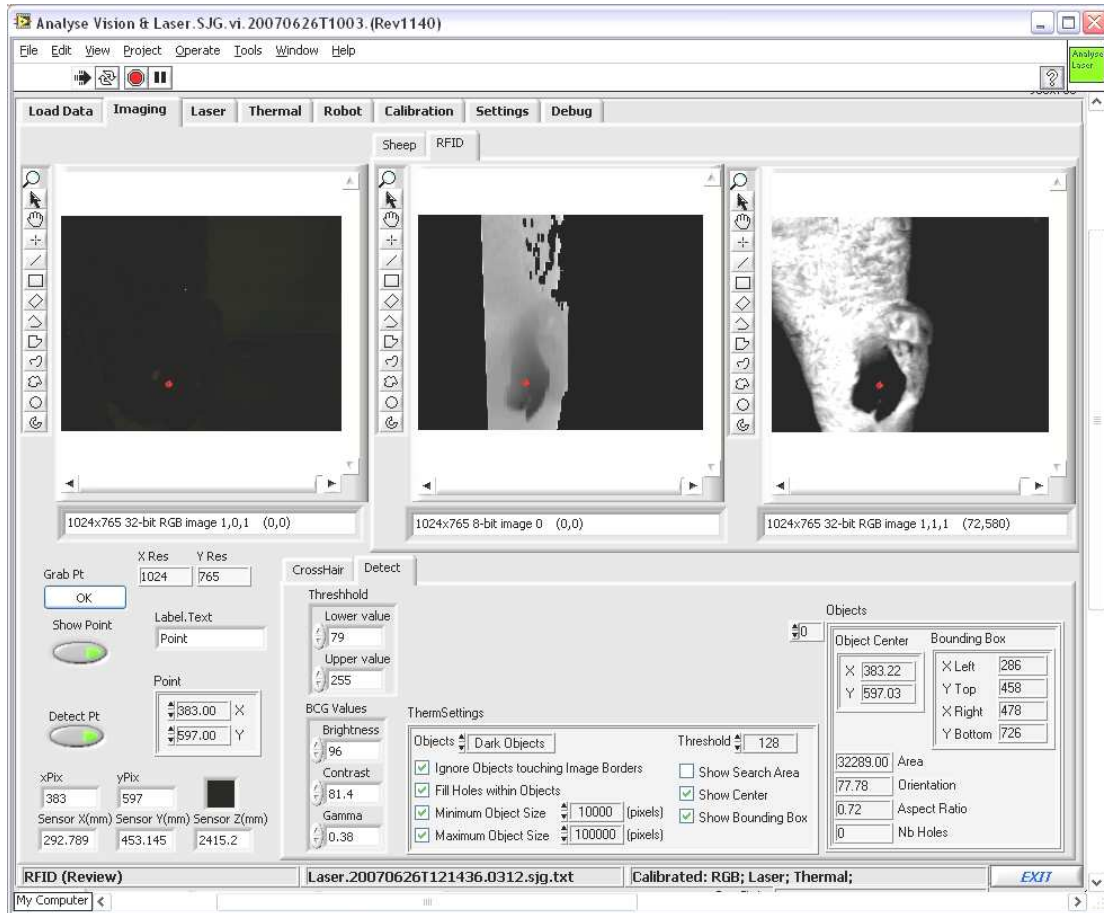 Analyse Vision & Laser.SJG.vi.20070626T1003.(Rev1140)
File Edit View Project Operate Tools Window Help
Analyse
Laser
Load Data Imaging Laser Thermal Robot Calibration Settings Debug
Sheep RFID
1024x765 32-bit RGB image 1,0,1 (0,0)
1024x765 8-bit image 0 (0,0)
1024x765 32-bit RGB image 1,1,1 (72,580)
X Res Y Res
Grab Pt 1024 765
OK
Show Point
Label.Text
Point
Point
383.00 X
597.00 Y
Detect Pt
xPix yPix
383 597
Sensor X(mm) Sensor Y(mm) Sensor Z(mm)
292.789 453.145 2415.2
CrossHair Detect
Threshhold
Lower value
79
Upper value
255
BCG Values
Brightness
96
Contrast
81.4
Gamma
0.38
ThermSettings
Objects Dark Objects Threshold 128
Ignore Objects touching Image Borders Show Search Area
Fill Holes within Objects Show Center
Minimum Object Size 10000 (pixels) Show Bounding Box
Maximum Object Size 100000 (pixels)
Objects
0
Object Center Bounding Box
X 383.22
Y 597.03
X Left 286
Y Top 458
X Right 478
Y Bottom 726
32289.00 Area
77.78 Orientation
0.72 Aspect Ratio
0 Nb Holes
RFID (Review) Laser.20070626T121436.0312.sjg.txt Calibrated: RGB; Laser; Thermal; EXIT
My Computer